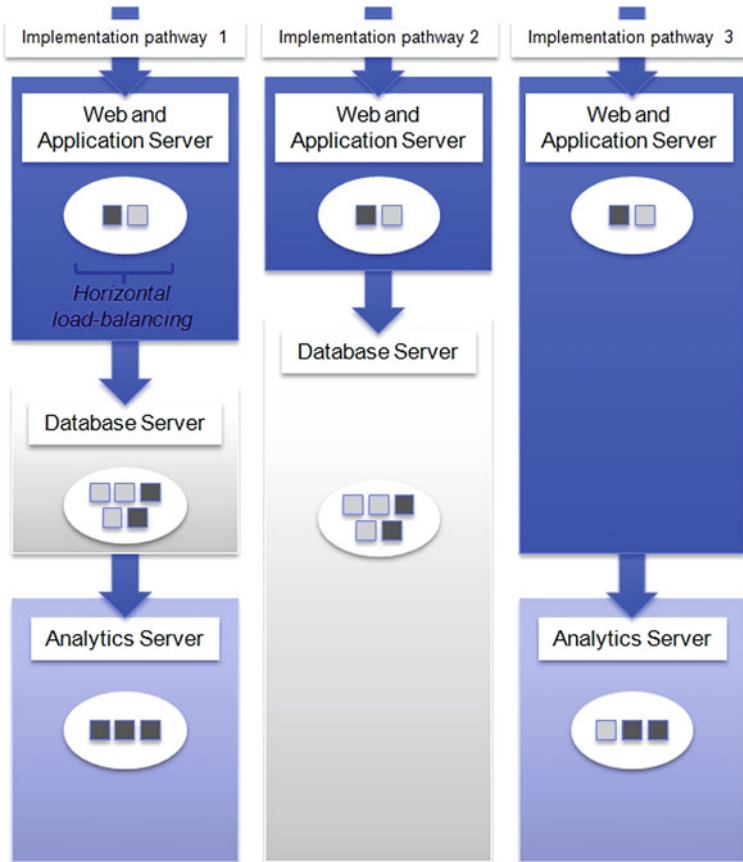 Implementation pathway 1
Implementation pathway 2
Implementation pathway 3
Web and
Application Server
Web and
Application Server
Web and
Application Server
Horizontal
load-balancing
Database Server
Database Server
Analytics Server
Analytics Server